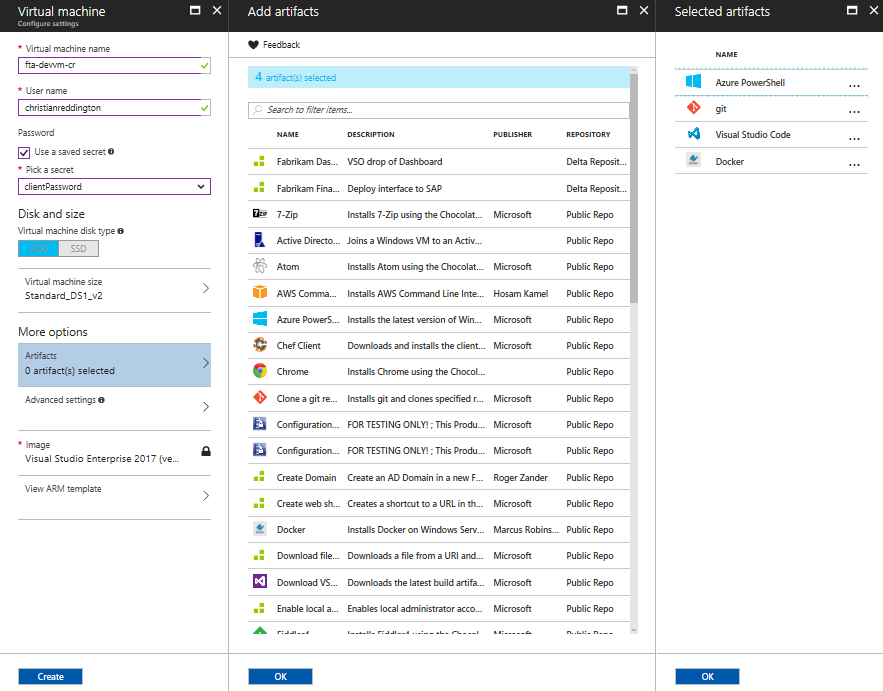 Virtual machine
Configure settings
* Virtual machine name
fta-devvm-cr
* User name
christianreddington
Password
Use a saved secret
* Pick a secret
clientPassword
Disk and size
Virtual machine disk type
HDD SSD
Virtual machine size
Standard_DS1_v2
More options
Artifacts
0 artifact(s) selected
Advanced settings
* Image
Visual Studio Enterprise 2017 (ve...
View ARM template
Create
Add artifacts
Feedback
4 artifact(s) selected
Search to filter items...
NAME DESCRIPTION PUBLISHER REPOSITORY
Fabrikam Das... VSO drop of Dashboard Delta Reposit...
Fabrikam Fina... Deploy interface to SAP Delta Reposit...
7-Zip Installs 7-Zip using the Chocolat... Microsoft Public Repo
Active Directo... Joins a Windows VM to an Activ... Public Repo
Atom Installs Atom using the Chocolat... Microsoft Public Repo
AWS Comma... Installs AWS Command Line Inte... Hosam Kamel Public Repo
Azure PowerS... Installs the latest version of Win... Microsoft Public Repo
Chef Client Downloads and installs the client... Microsoft Public Repo
Chrome Installs Chrome using the Chocol... Public Repo
Clone a git re... Installs git and clones specified r... Microsoft Public Repo
Configuration... FOR TESTING ONLY! ; This Produ... Microsoft Public Repo
Configuration... FOR TESTING ONLY! ; This Produ... Microsoft Public Repo
Create Domain Create an AD Domain in a new F... Roger Zander Public Repo
Create web sh... Creates a shortcut to a URL in th... Microsoft Public Repo
Docker Installs Docker on Windows Serv... Marcus Robins... Public Repo
Download file... Downloads a file from a URI and... Microsoft Public Repo
Download VS... Downloads the latest build artifa... Microsoft Public Repo
Enable local a... Enables local administrator acco... Microsoft Public Repo
Fiddler4 Installs Fiddler4 using the Chocol... Microsoft Public Repo
OK
Selected artifacts
NAME
Azure PowerShell ...
git ...
Visual Studio Code ...
Docker ...
OK